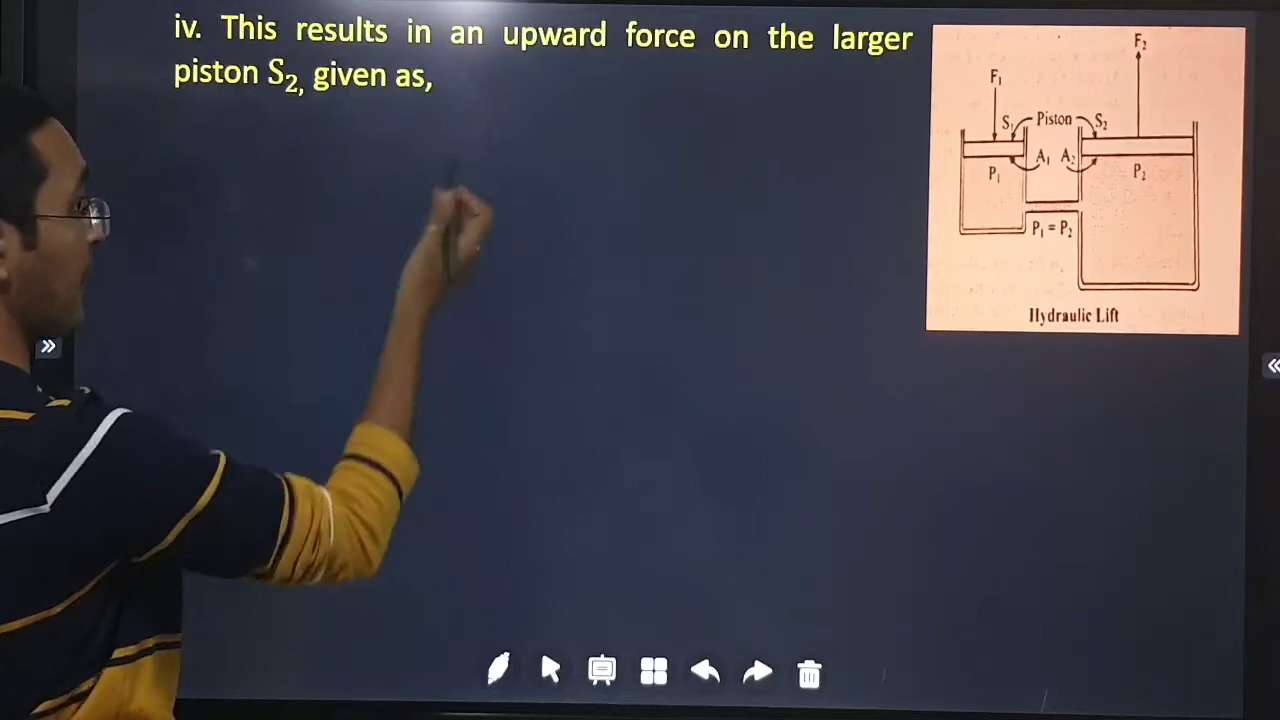 iv. This results in an upward force on the larger
piston S₂, given as,
F₂
F₁
S₁ Piston S₂
A₁ A₂
P₁ P₂
P₁ = P₂
Hydraulic Lift